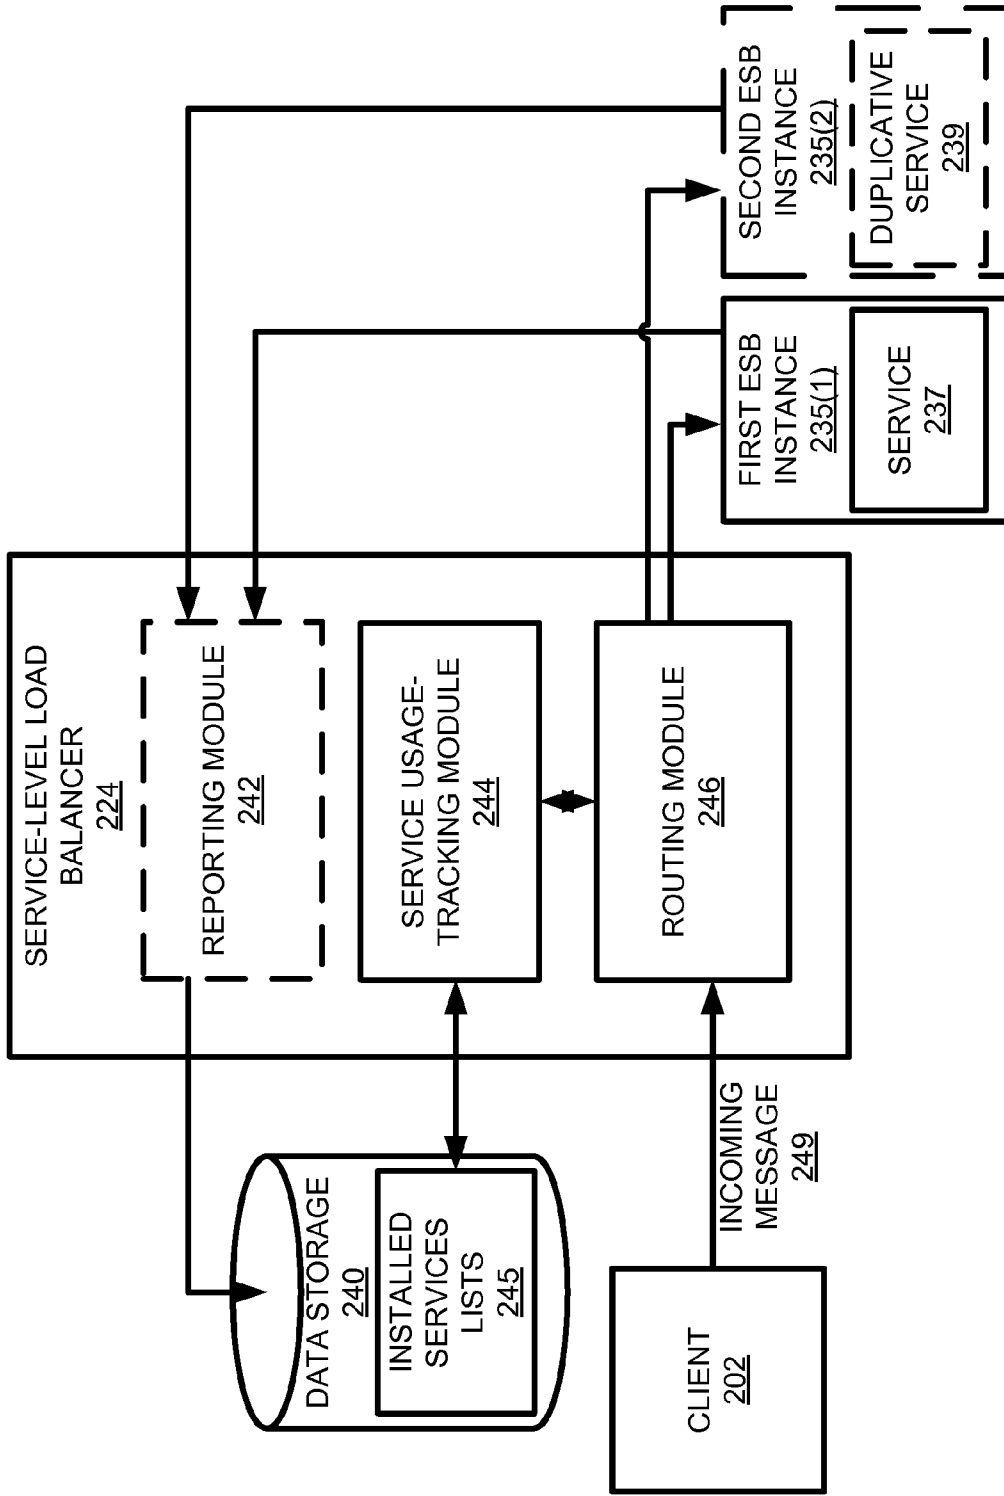 SERVICE-LEVEL LOAD
BALANCER
224
REPORTING MODULE
242
SERVICE USAGE-
TRACKING MODULE
244
ROUTING MODULE
246
DATA STORAGE
240
INSTALLED
SERVICES
LISTS
245
CLIENT
202
INCOMING
MESSAGE
249
FIRST ESB
INSTANCE
235(1)
SERVICE
237
SECOND ESB
INSTANCE
235(2)
DUPLICATIVE
SERVICE
239